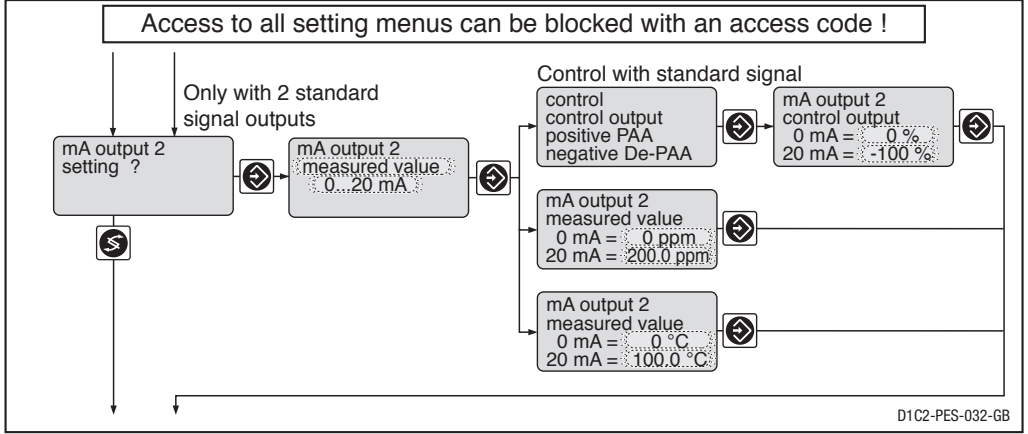 Access to all setting menus can be blocked with an access code !
Only with 2 standard
signal outputs
mA output 2
setting ?
mA output 2
measured value
0...20 mA
Control with standard signal
control
control output
positive PAA
negative De-PAA
mA output 2
control output
0 mA = 0 %
20 mA = -100 %
mA output 2
measured value
0 mA = 0 ppm
20 mA = 200.0 ppm
mA output 2
measured value
0 mA = 0 °C
20 mA = 100.0 °C
D1C2-PES-032-GB